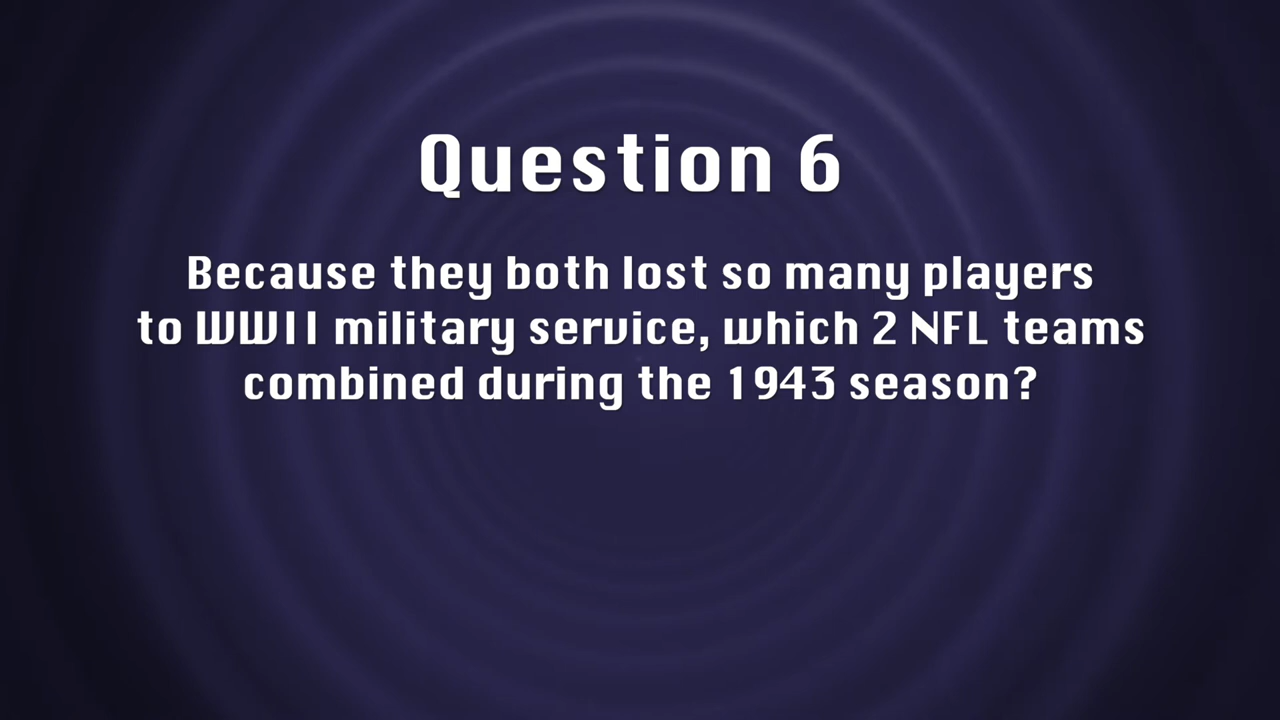 Question 6
Because they both lost so many players
to WWII military service, which 2 NFL teams
combined during the 1943 season?